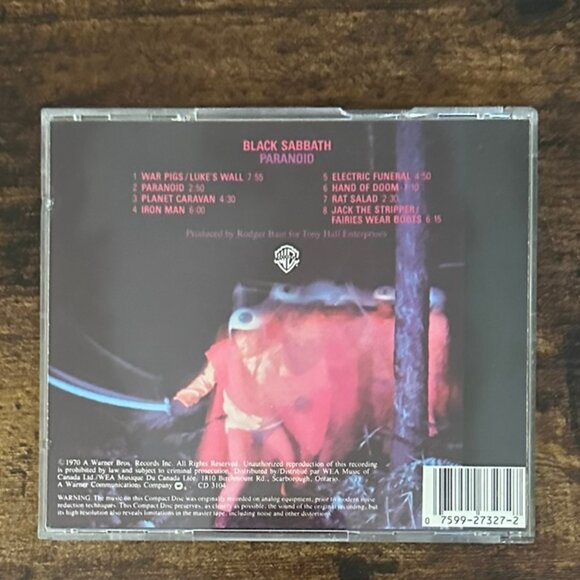 BLACK SABBATH
PARANOID
1 WAR PIGS/LUKE'S WALL 7:55
2 PARANOID 2:50
3 PLANET CARAVAN 4:30
4 IRON MAN 6:00
5 ELECTRIC FUNERAL 4:50
6 HAND OF DOOM 7:10
7 RAT SALAD 2:30
8 JACK THE STRIPPER/
FAIRIES WEAR BOOTS 6:15
Produced by Rodger Bain for Tony Hall Enterprises
©1970 A Warner Bros. Records Inc. All Rights Reserved. Unauthorized reproduction of this recording
is prohibited by law and subject to criminal prosecution. Distributed by/Distribué par WEA Music of
Canada Ltd./WEA Musique Du Canada Ltée, 1810 Birchmount Rd., Scarborough, Ontario.
A Warner Communications Company CD 3104
WARNING: The music on this Compact Disc was originally recorded on analog equipment, prior to modern noise
reduction techniques. This Compact Disc preserves, as closely as possible, the sound of the original recording, but
its high resolution also reveals limitations in the master tape, including noise and other distortions.
0 7599-27327-2